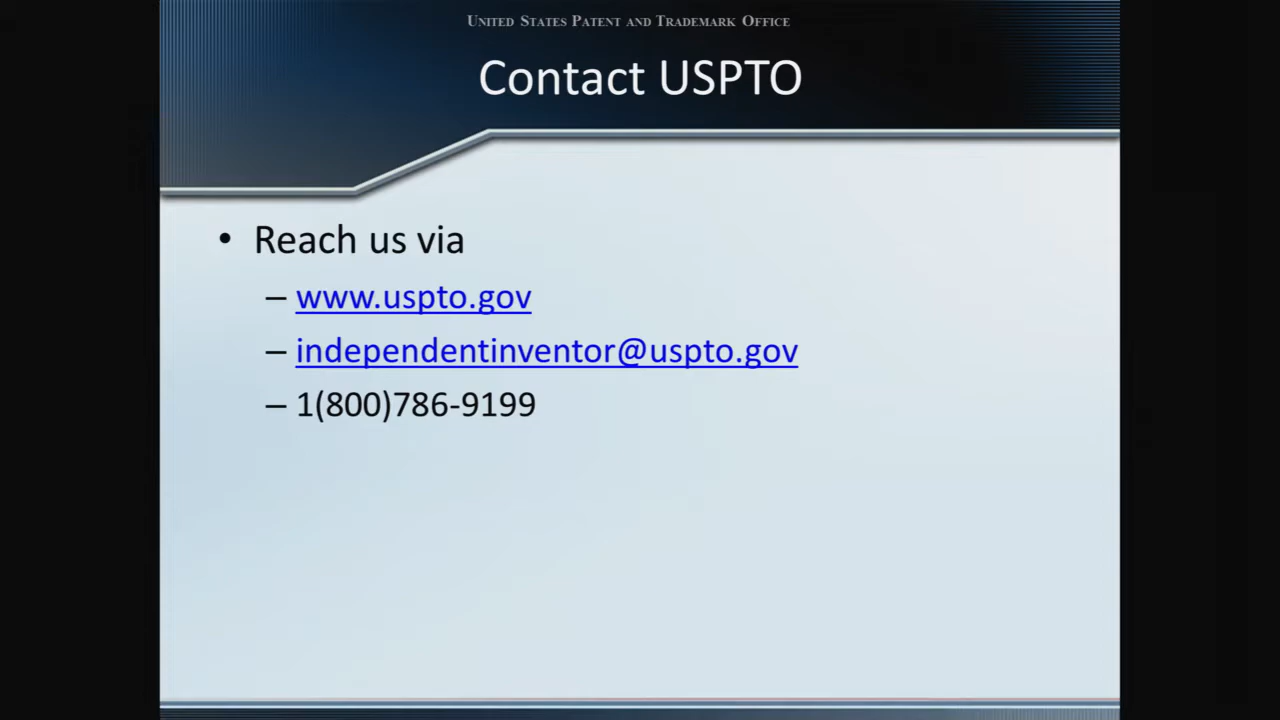 United States Patent and Trademark Office
Contact USPTO
• Reach us via
– www.uspto.gov
– independentinventor@uspto.gov
– 1(800)786-9199